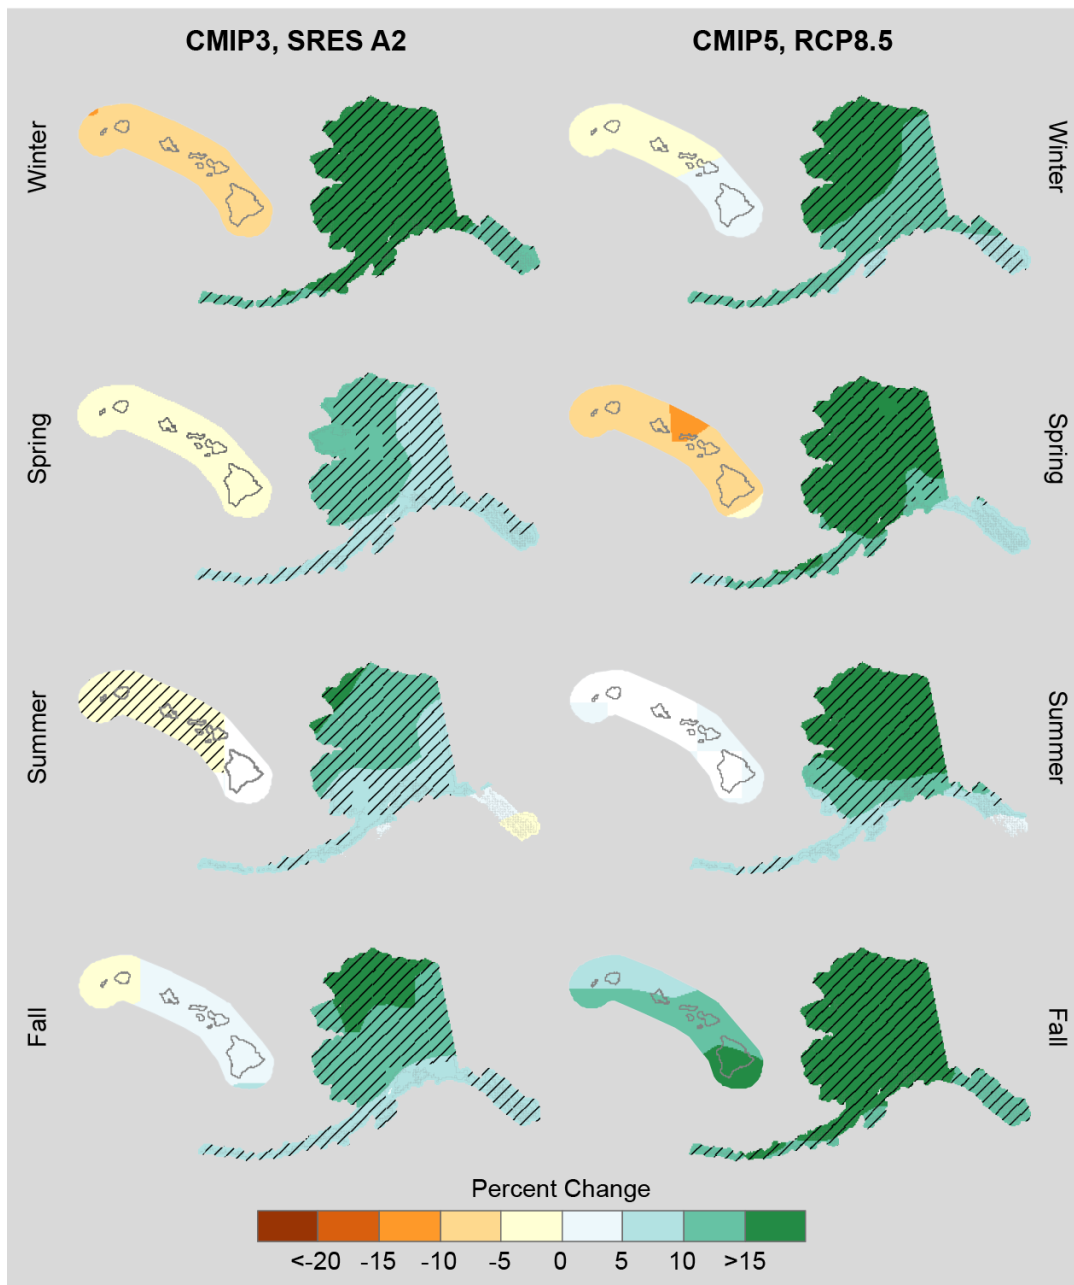 CMIP3, SRES A2
CMIP5, RCP8.5
Winter
Winter
Spring
Spring
Summer
Summer
Fall
Fall
Percent Change
<-20 -15 -10 -5 0 5 10 >15